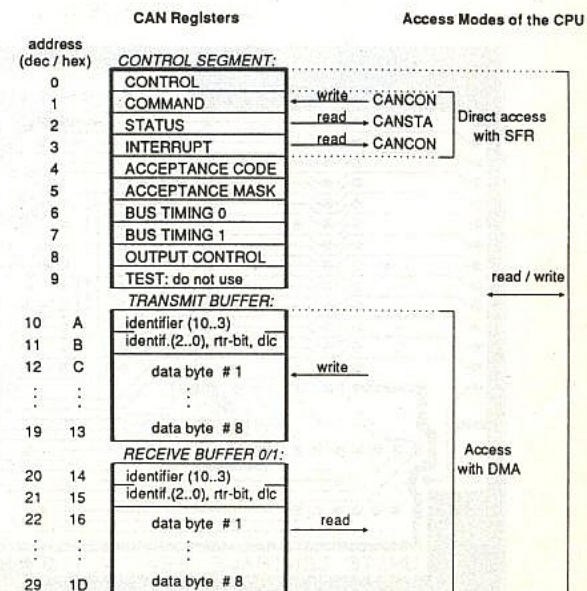 CAN Registers Access Modes of the CPU
address
(dec / hex) CONTROL SEGMENT:
0 CONTROL
1 COMMAND write CANCON
2 STATUS read CANSTA Direct access
with SFR
3 INTERRUPT read CANCON
4 ACCEPTANCE CODE
5 ACCEPTANCE MASK
6 BUS TIMING 0
7 BUS TIMING 1
8 OUTPUT CONTROL
9 TEST: do not use read / write
TRANSMIT BUFFER:
10 A identifier (10..3)
11 B identif.(2..0), rtr-bit, dlc
12 C data byte # 1 write
19 13 data byte # 8
RECEIVE BUFFER 0/1:
Access
with DMA
20 14 identifier (10..3)
21 15 identif.(2..0), rtr-bit, dlc
22 16 data byte # 1 read
29 1D data byte # 8